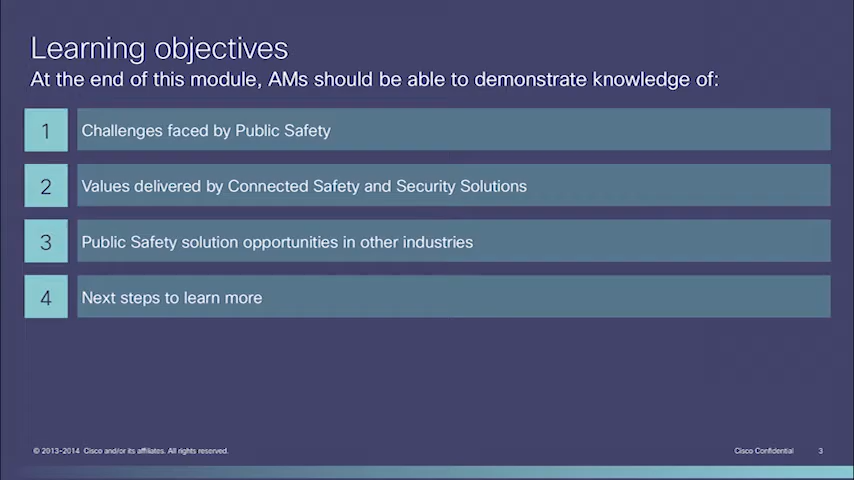 Learning objectives
At the end of this module, AMs should be able to demonstrate knowledge of:
1 Challenges faced by Public Safety
2 Values delivered by Connected Safety and Security Solutions
3 Public Safety solution opportunities in other industries
4 Next steps to learn more
© 2013-2014 Cisco and/or its affiliates. All rights reserved. Cisco Confidential 3